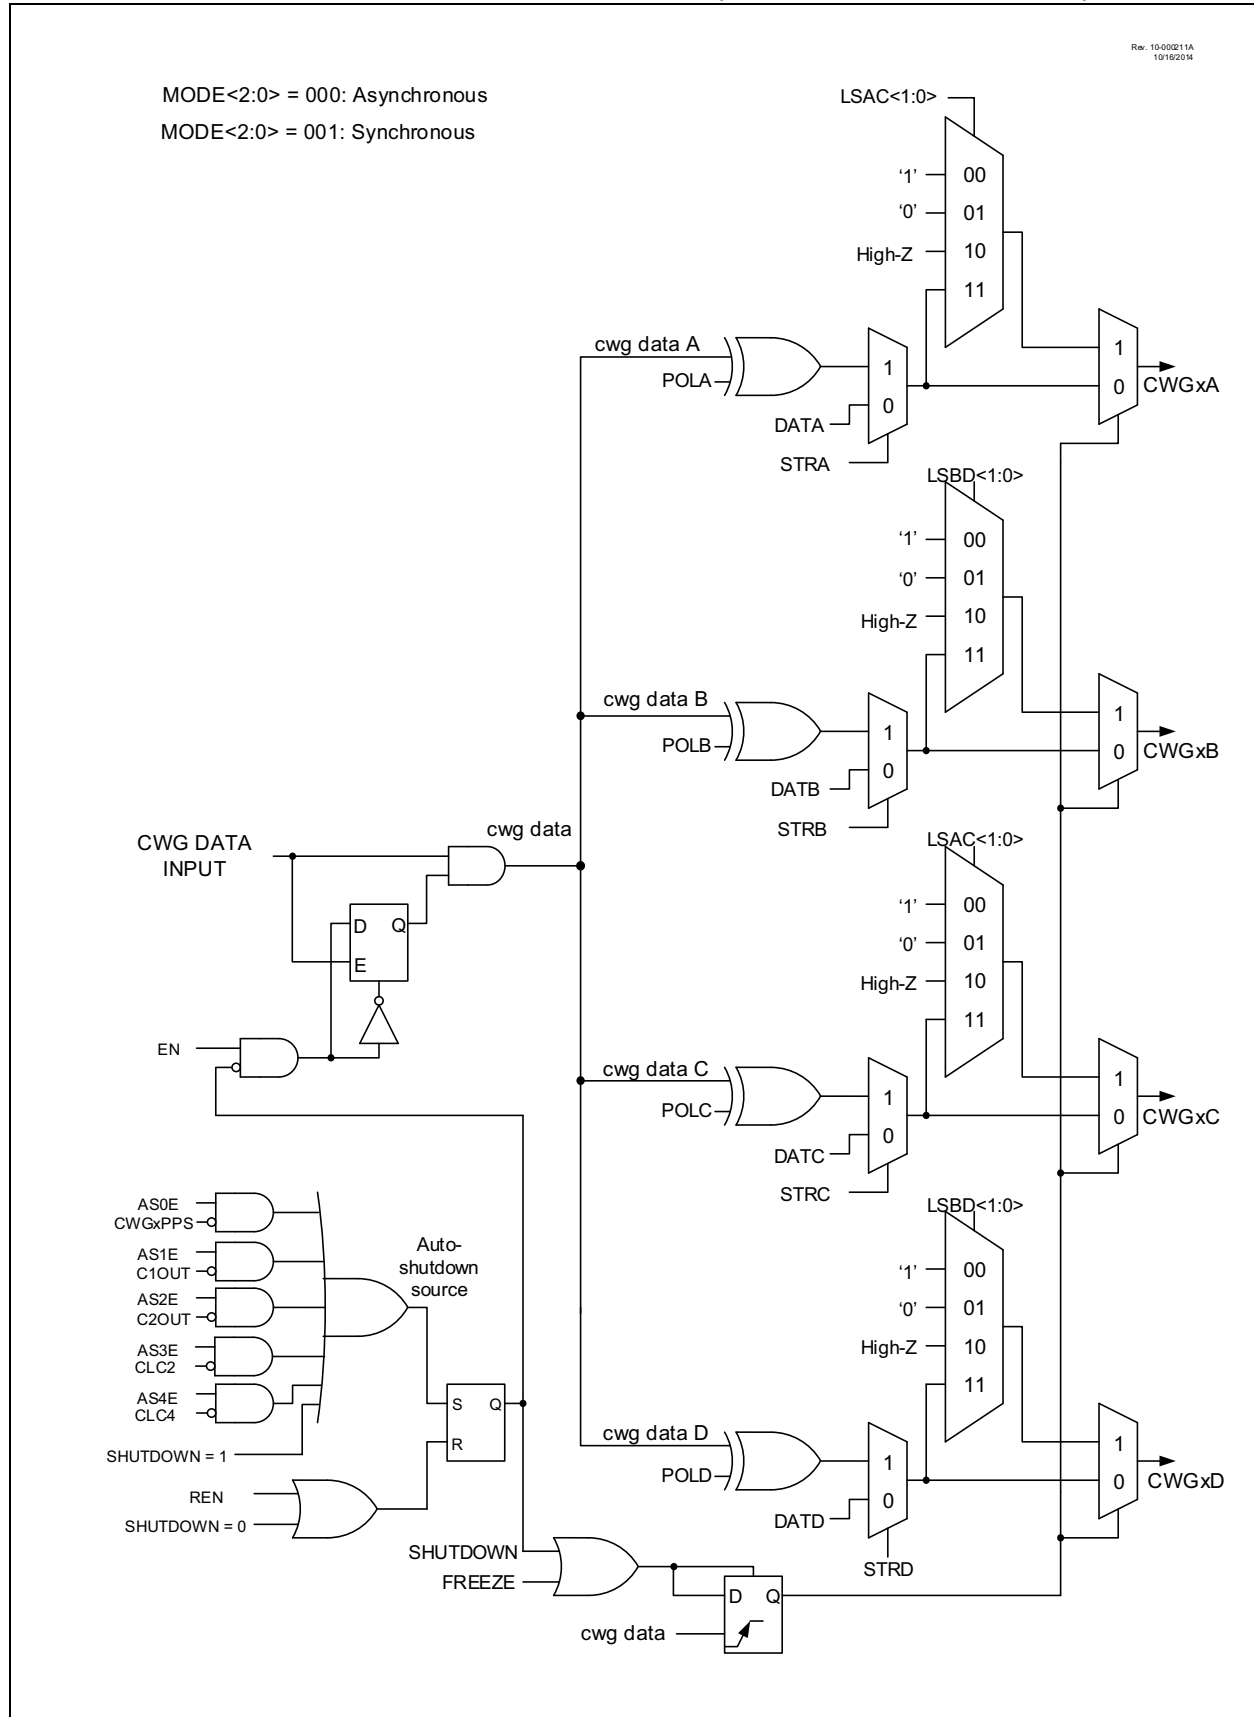 Rev. 10-000211A
10/16/2014
MODE<2:0> = 000: Asynchronous
MODE<2:0> = 001: Synchronous
LSAC<1:0>
‘1’
00
‘0’
01
High-Z
10
11
cwg data A
POLA
1
0
DATA
STRA
1
0
CWGxA
LSBD<1:0>
‘1’
00
‘0’
01
High-Z
10
11
cwg data B
POLB
1
0
DATB
STRB
1
0
CWGxB
CWG DATA
INPUT
cwg data
D
Q
E
EN
LSAC<1:0>
‘1’
00
‘0’
01
High-Z
10
11
cwg data C
POLC
1
0
DATC
STRC
1
0
CWGxC
AS0E
CWGxPPS
AS1E
C1OUT
AS2E
C2OUT
AS3E
CLC2
AS4E
CLC4
SHUTDOWN = 1
Auto-
shutdown
source
S
Q
R
REN
SHUTDOWN = 0
LSBD<1:0>
‘1’
00
‘0’
01
High-Z
10
11
cwg data D
POLD
1
0
DATD
STRD
1
0
CWGxD
SHUTDOWN
FREEZE
D
Q
cwg data